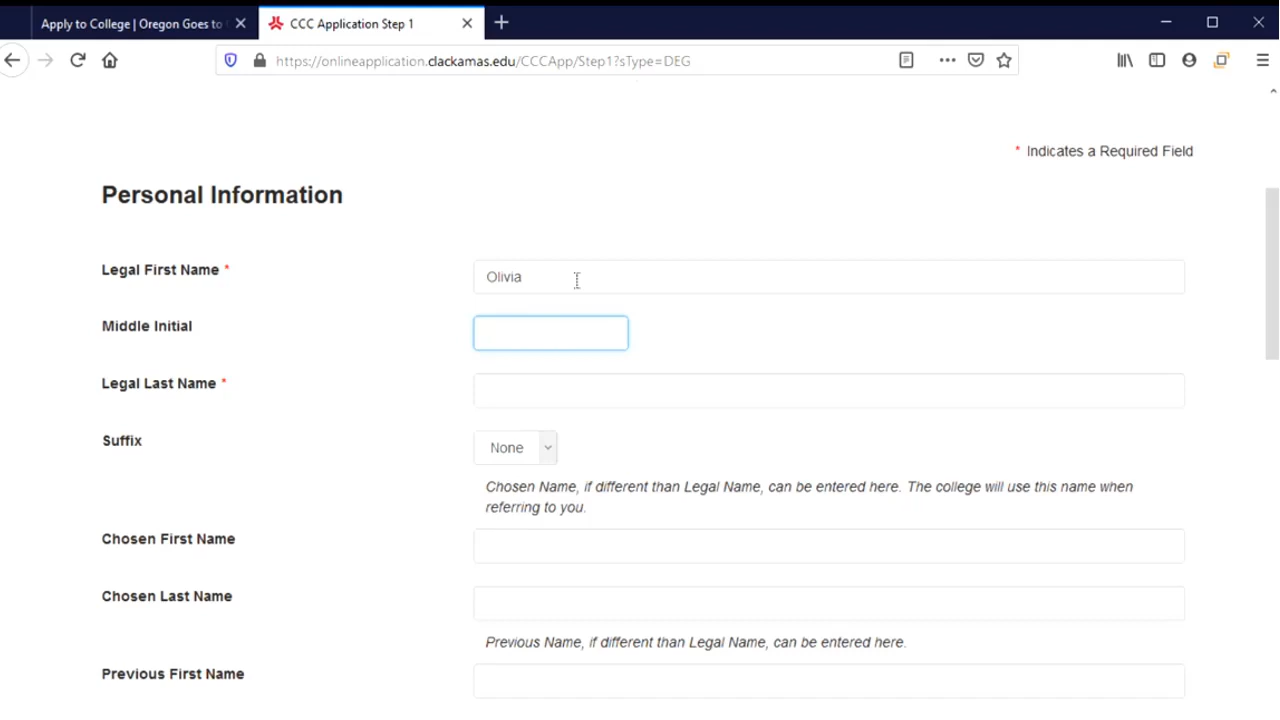 Apply to College | Oregon Goes to
CCC Application Step 1
https://onlineapplication.clackamas.edu/CCCApp/Step1?sType=DEG
* Indicates a Required Field
Personal Information
Legal First Name *
Olivia
Middle Initial
Legal Last Name *
Suffix
None
Chosen Name, if different than Legal Name, can be entered here. The college will use this name when
referring to you.
Chosen First Name
Chosen Last Name
Previous Name, if different than Legal Name, can be entered here.
Previous First Name